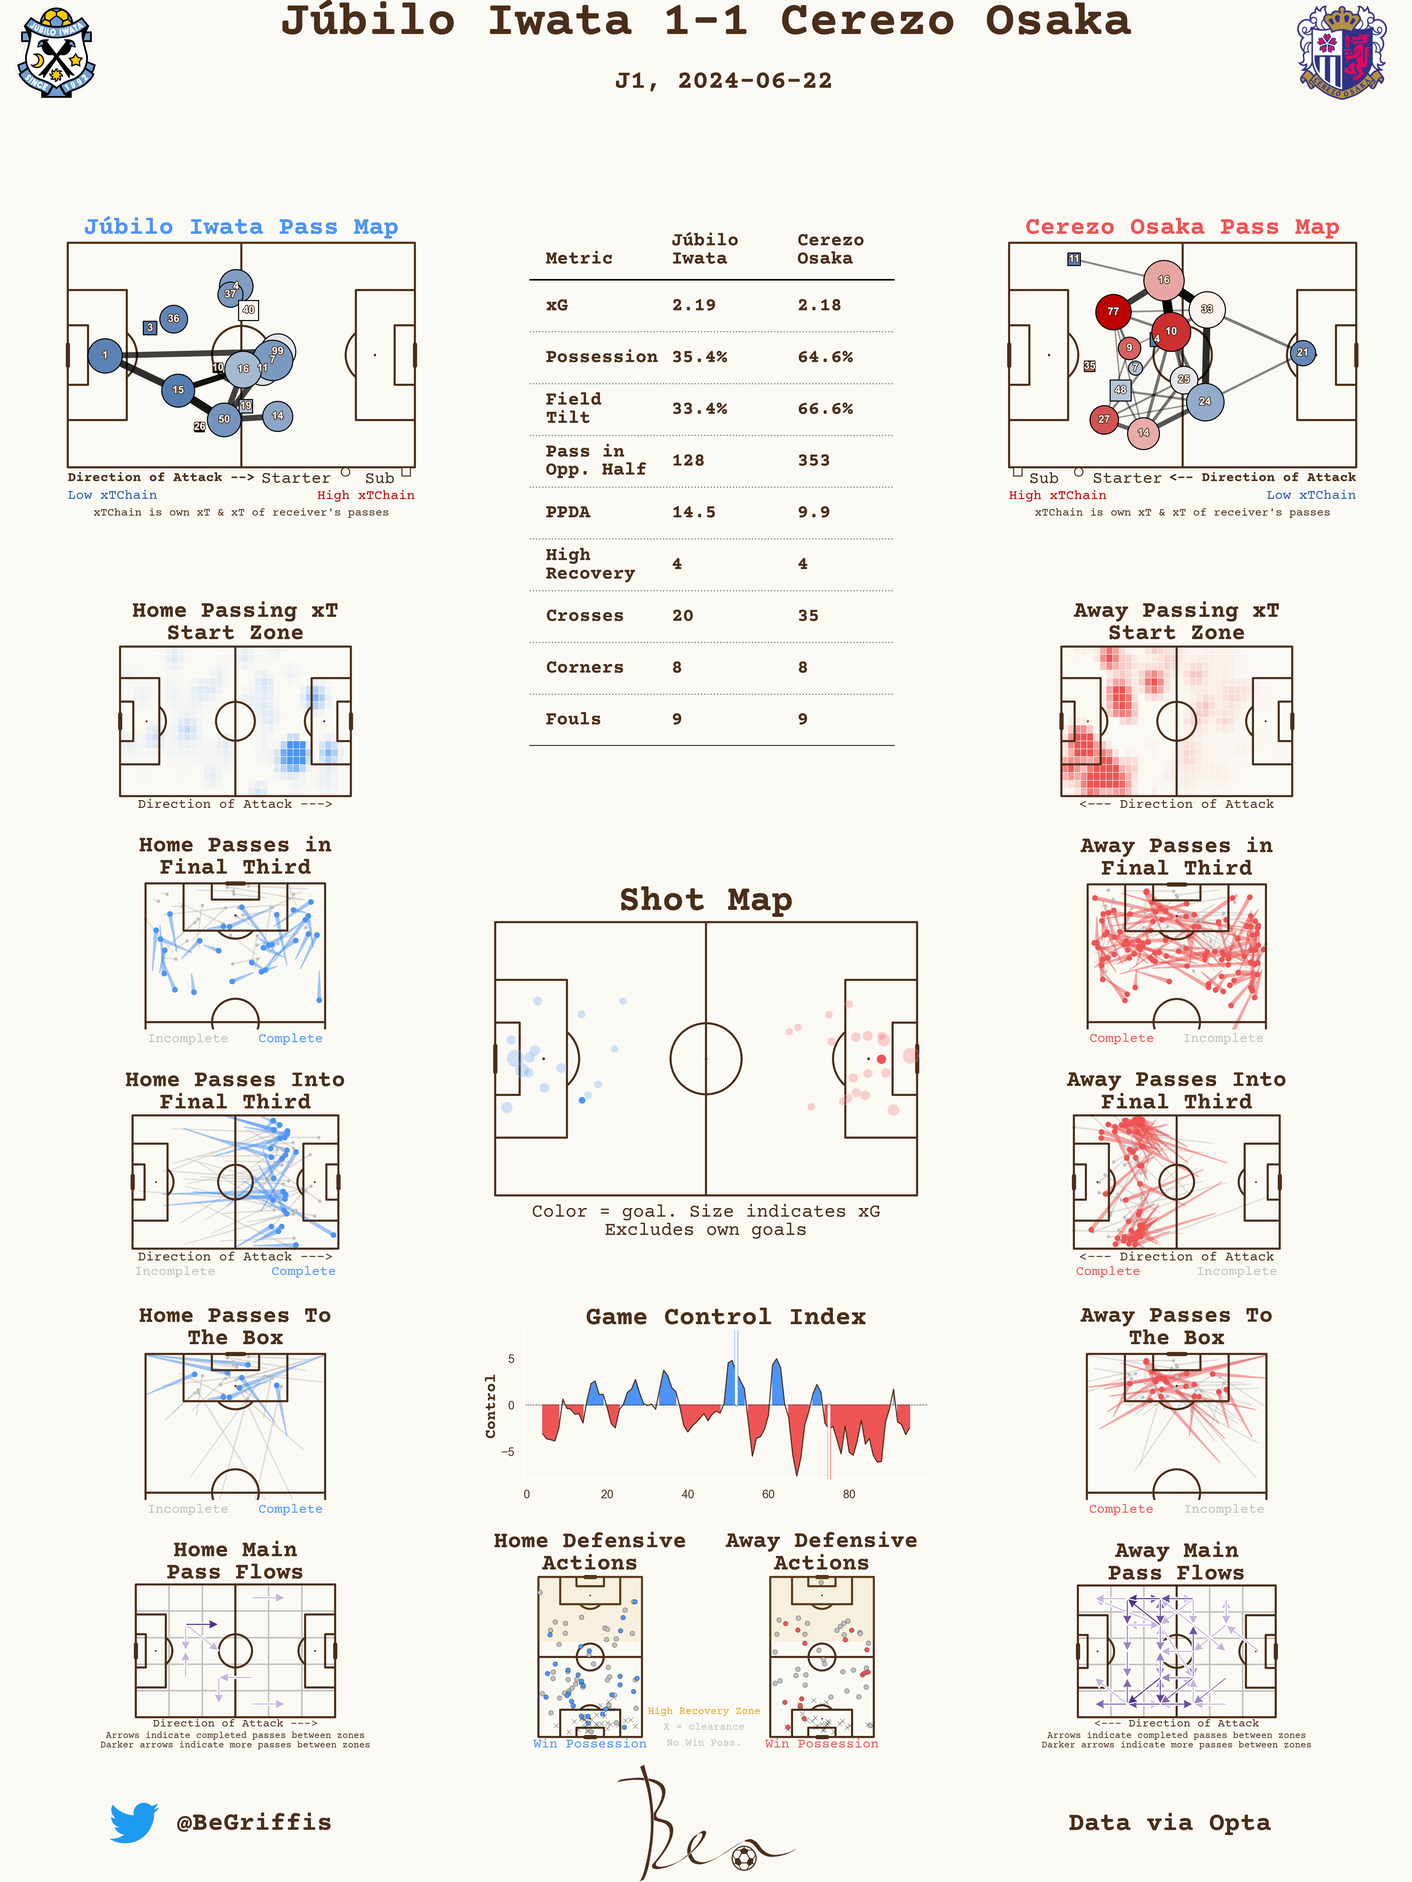 Júbilo Iwata 1-1 Cerezo Osaka
J1, 2024-06-22
JUBILO IWATA
SINCE 1992
CEREZO OSAKA
Júbilo Iwata Pass Map
1
3
36
4
37
40
99
7
11
10
16
15
50
19
14
26
Direction of Attack --> Starter Sub
Low xTChain High xTChain
xTChain is own xT & xT of receiver's passes
Metric Júbilo Iwata Cerezo Osaka
xG 2.19 2.18
Possession 35.4% 64.6%
Field Tilt 33.4% 66.6%
Pass in Opp. Half 128 353
PPDA 14.5 9.9
High Recovery 4 4
Crosses 20 35
Corners 8 8
Fouls 9 9
Cerezo Osaka Pass Map
11
16
77
33
10
4
9
21
35
7
25
48
24
27
14
Sub Starter <-- Direction of Attack
High xTChain Low xTChain
xTChain is own xT & xT of receiver's passes
Home Passing xT
Start Zone
Direction of Attack --->
Away Passing xT
Start Zone
<--- Direction of Attack
Home Passes in
Final Third
Incomplete Complete
Away Passes in
Final Third
Complete Incomplete
Shot Map
Color = goal. Size indicates xG
Excludes own goals
Home Passes Into
Final Third
Direction of Attack --->
Incomplete Complete
Away Passes Into
Final Third
<--- Direction of Attack
Complete Incomplete
Home Passes To
The Box
Incomplete Complete
Game Control Index
Control
5
0
−5
0 20 40 60 80
Away Passes To
The Box
Complete Incomplete
Home Main
Pass Flows
Direction of Attack --->
Arrows indicate completed passes between zones
Darker arrows indicate more passes between zones
Home Defensive
Actions
Win Possession
Away Defensive
Actions
Win Possession
High Recovery Zone
X = clearance
No Win Poss.
Away Main
Pass Flows
<--- Direction of Attack
Arrows indicate completed passes between zones
Darker arrows indicate more passes between zones
@BeGriffis
Ben
Data via Opta